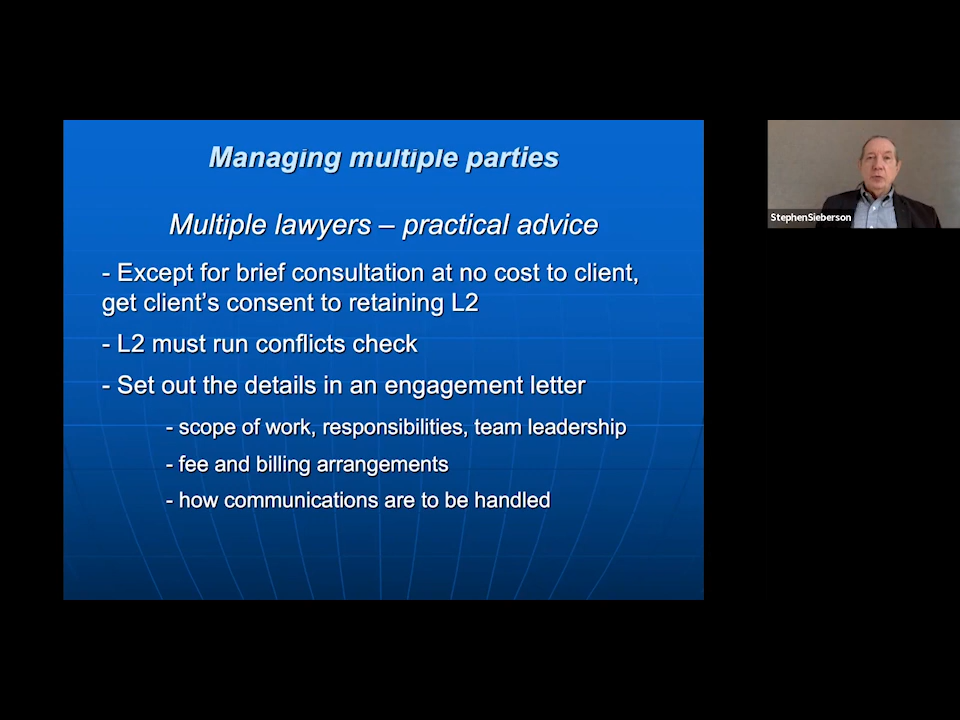 Managing multiple parties
Multiple lawyers – practical advice
- Except for brief consultation at no cost to client,
get client’s consent to retaining L2
- L2 must run conflicts check
- Set out the details in an engagement letter
- scope of work, responsibilities, team leadership
- fee and billing arrangements
- how communications are to be handled
StephenSieberson